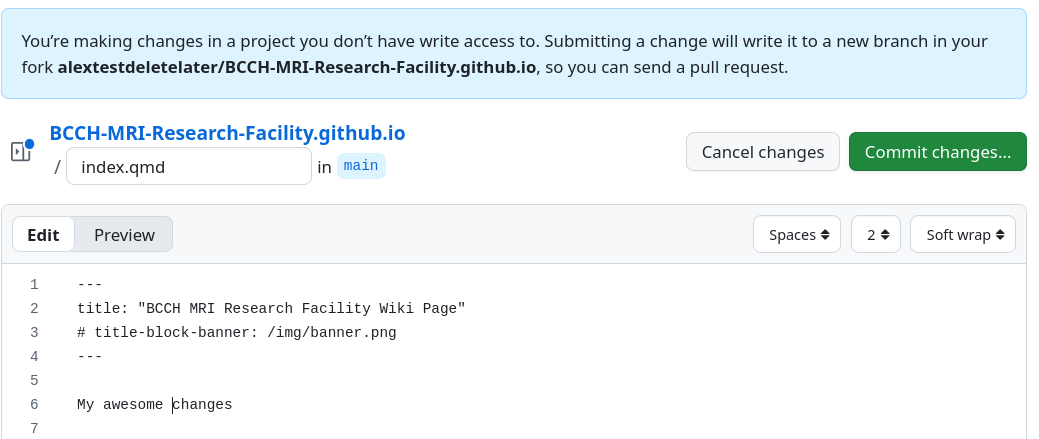 You’re making changes in a project you don’t have write access to. Submitting a change will write it to a new branch in your
fork alextestdeletelater/BCCH-MRI-Research-Facility.github.io, so you can send a pull request.
BCCH-MRI-Research-Facility.github.io
/ index.qmd in main
Cancel changes
Commit changes...
Edit Preview
Spaces 2 Soft wrap
1 ---
2 title: "BCCH MRI Research Facility Wiki Page"
3 # title-block-banner: /img/banner.png
4 ---
5
6 My awesome changes
7